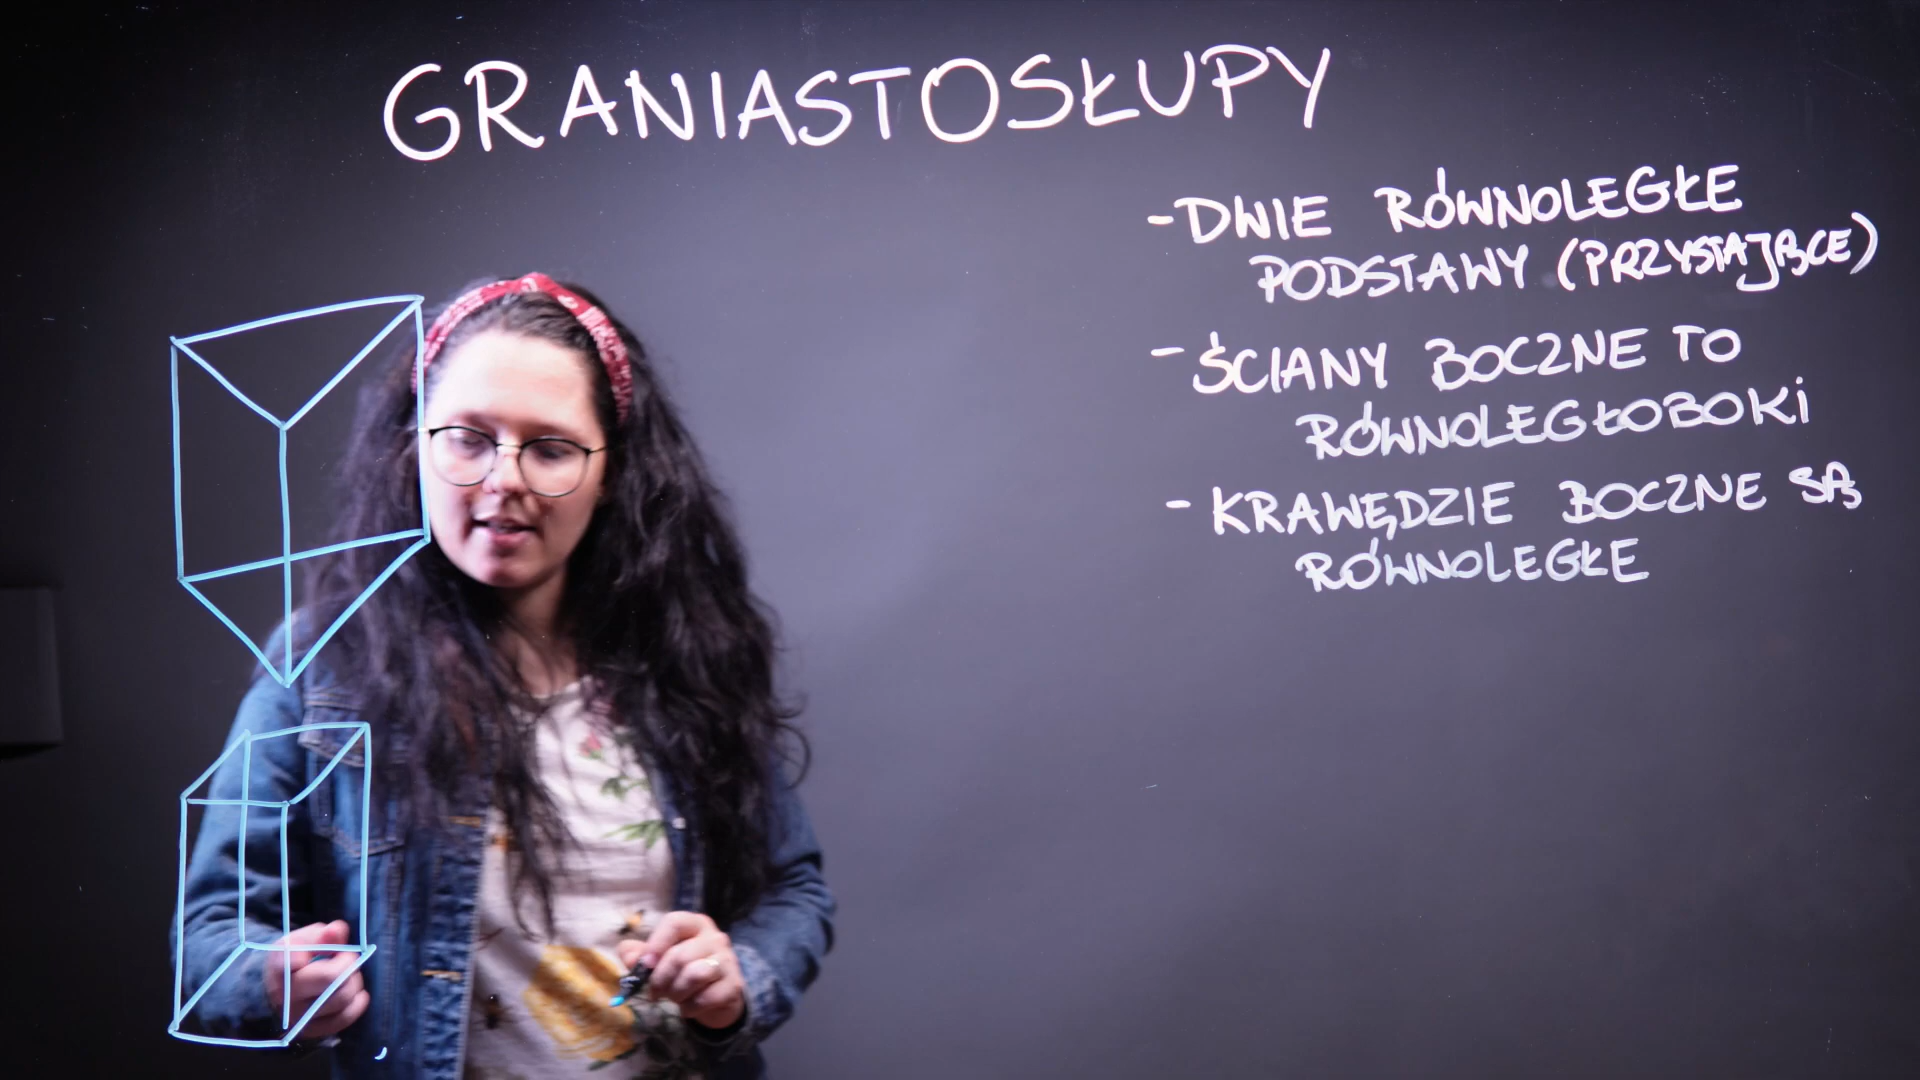 GRANIASTOSŁUPY
- DWIE RÓWNOLEGŁE
PODSTAWY (PRZYSTAJĄCE)
- ŚCIANY BOCZNE TO
RÓWNOLEGŁOBOKI
- KRAWĘDZIE BOCZNE SĄ
RÓWNOLEGŁE